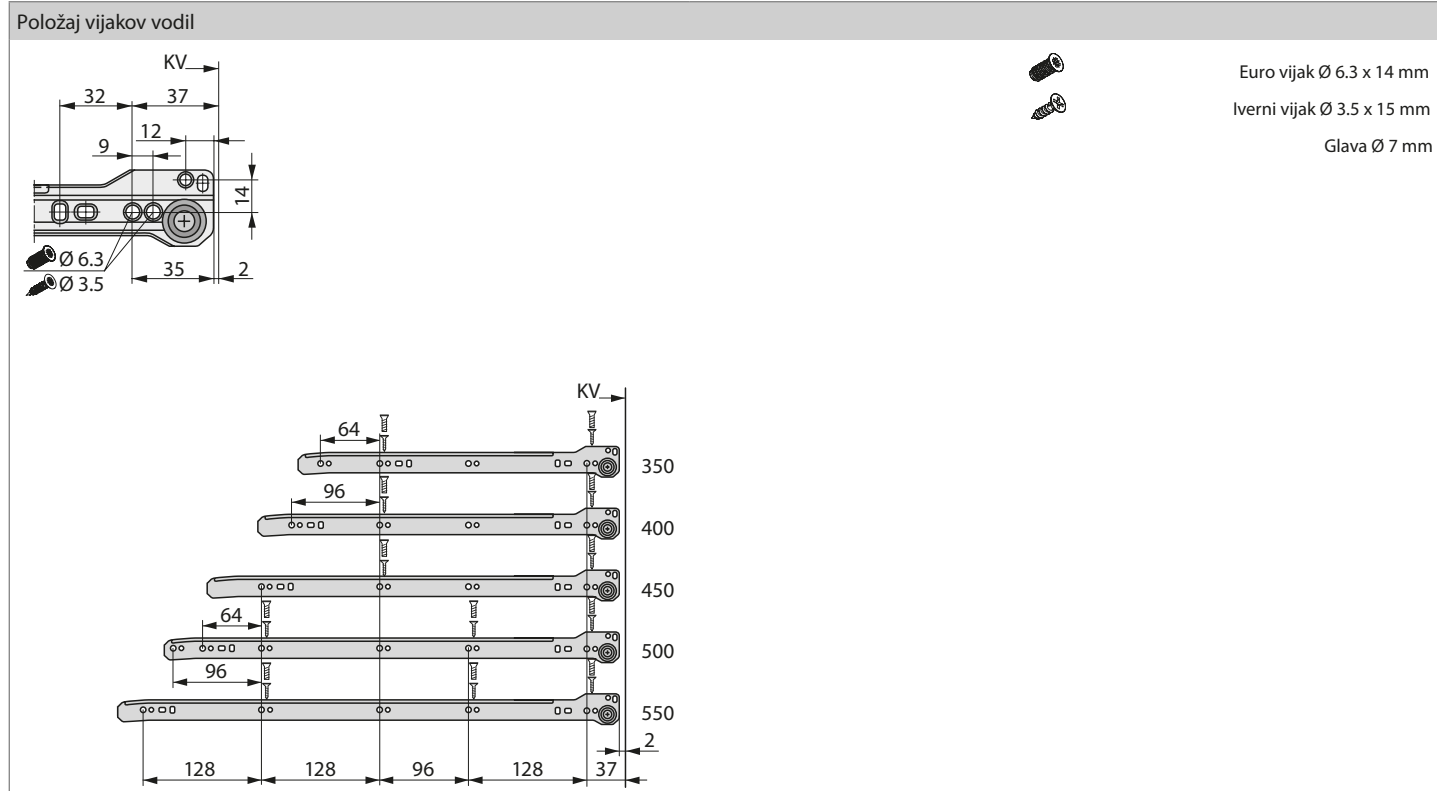 Položaj vijakov vodil
KV
32 37
12
9
14
Ø 6.3
Ø 3.5
35 2
Euro vijak Ø 6.3 x 14 mm
Iverni vijak Ø 3.5 x 15 mm
Glava Ø 7 mm
KV
64
350
96
400
450
64
500
96
550
2
128 128 96 128 37